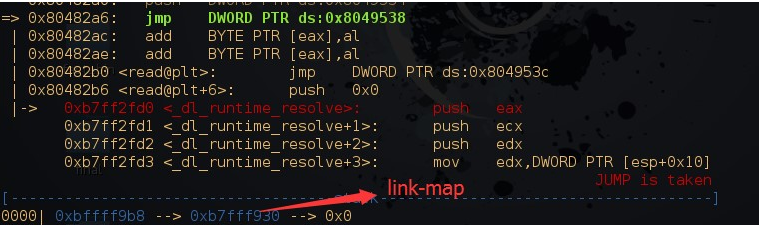 => 0x80482a6: jmp DWORD PTR ds:0x8049538
| 0x80482ac: add BYTE PTR [eax],al
| 0x80482ae: add BYTE PTR [eax],al
| 0x80482b0 <read@plt>: jmp DWORD PTR ds:0x804953c
| 0x80482b6 <read@plt+6>: push 0x0
|-> 0xb7ff2fd0 <_dl_runtime_resolve>: push eax
0xb7ff2fd1 <_dl_runtime_resolve+1>: push ecx
0xb7ff2fd2 <_dl_runtime_resolve+2>: push edx
0xb7ff2fd3 <_dl_runtime_resolve+3>: mov edx,DWORD PTR [esp+0x10]
JUMP is taken
link-map
0000| 0xbffff9b8 --> 0xb7fff930 --> 0x0